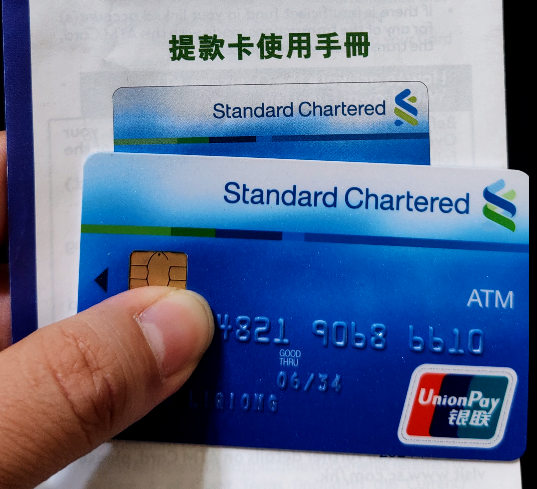 提款卡使用手冊
Standard Chartered
Standard Chartered
ATM
4821 9068 6610
GOOD
THRU
06/34
UnionPay
银联